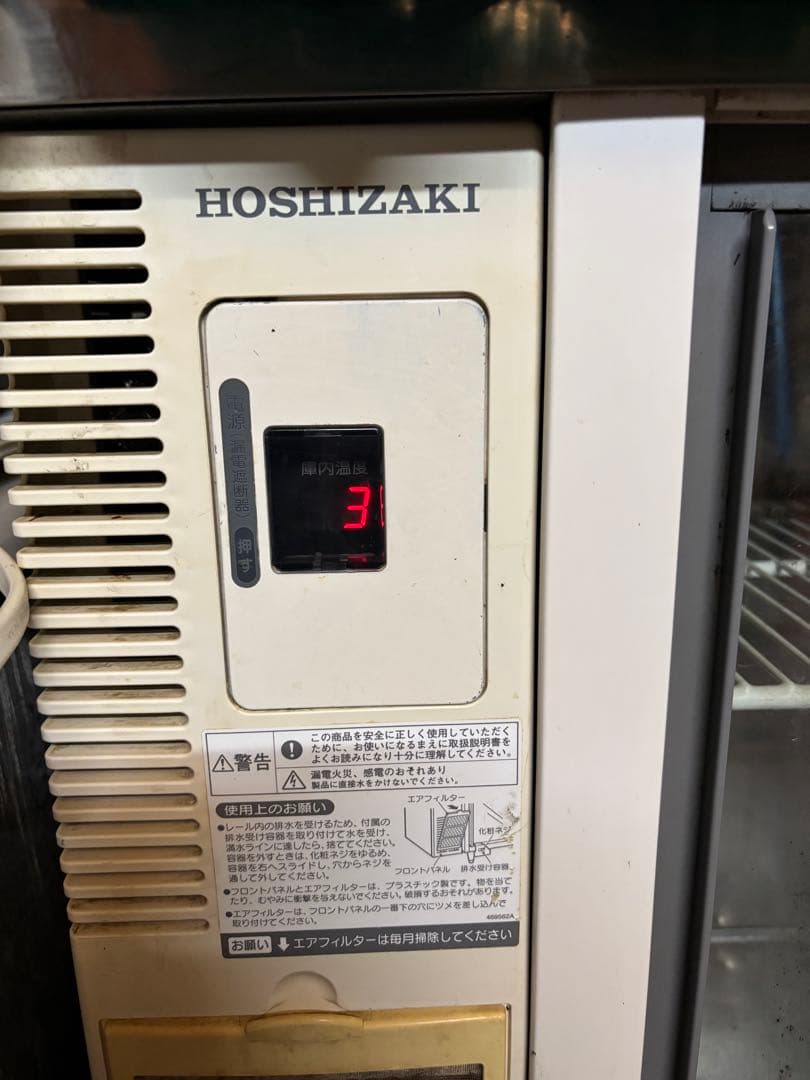 HOSHIZAKI
電源(漏電遮断器)
押す
庫内温度
3
⚠警告
この商品を安全に正しく使用していただく
ために、お使いになるまえに取扱説明書を
よくお読みになり十分に理解してください。
漏電火災、感電のおそれあり
製品に直接水をかけないでください。
使用上のお願い
●レール内の排水を受けるため、付属の
排水受け容器を取り付けて水を受け、
満水ラインに達したら、捨ててください。
容器を外すときは、化粧ネジをゆるめ、
容器を右へスライドし、穴からネジを
通して外してください。
エアフィルター
化粧ネジ
フロントパネル
排水受け容器
●フロントパネルとエアフィルターは、プラスチック製です。物を当て
たり、むやみに衝撃を与えないでください。破損するおそれがあります。
●エアフィルターは、フロントパネルの一番下の穴にツメを差し込んで
取り付けてください。
469562A
お願い ⬇エアフィルターは毎月掃除してください